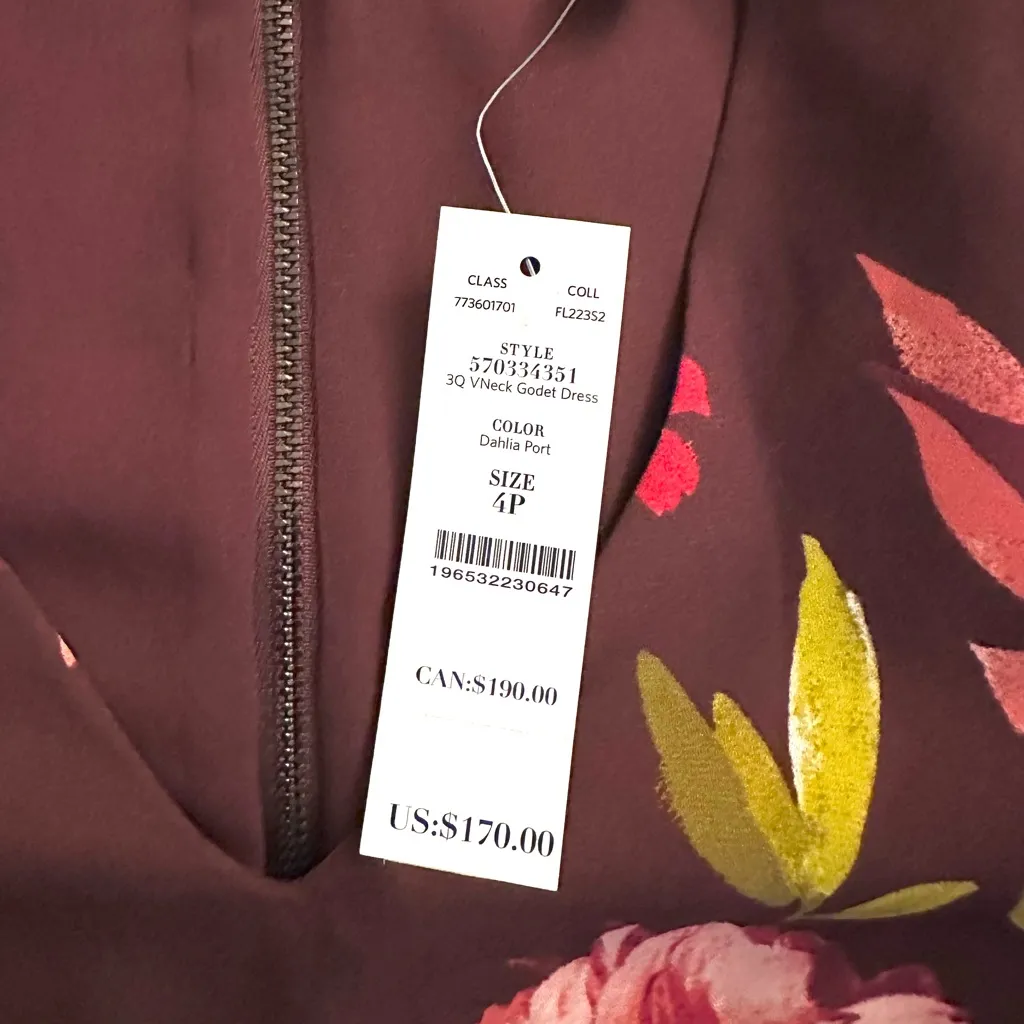 CLASS
773601701
COLL
FL223S2
STYLE
570334351
3Q VNeck Godet Dress
COLOR
Dahlia Port
SIZE
4P
196532230647
CAN:$190.00
US:$170.00